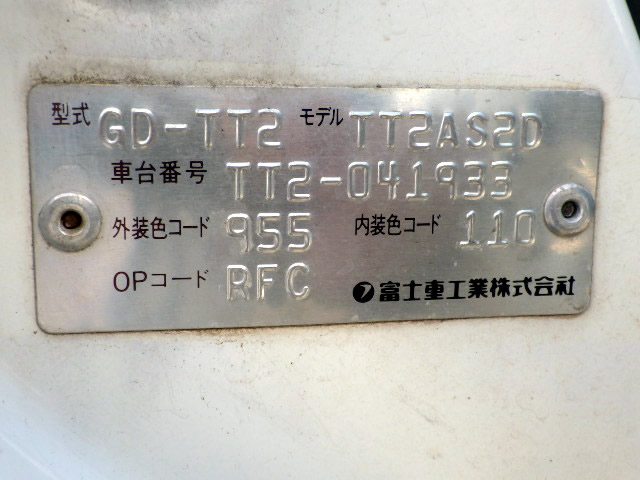 型式 GD-TT2 モデル TT2AS2D
車台番号 TT2-041933
外装色コード 955 内装色コード 110
OPコード RFC フ富士重工業株式会社